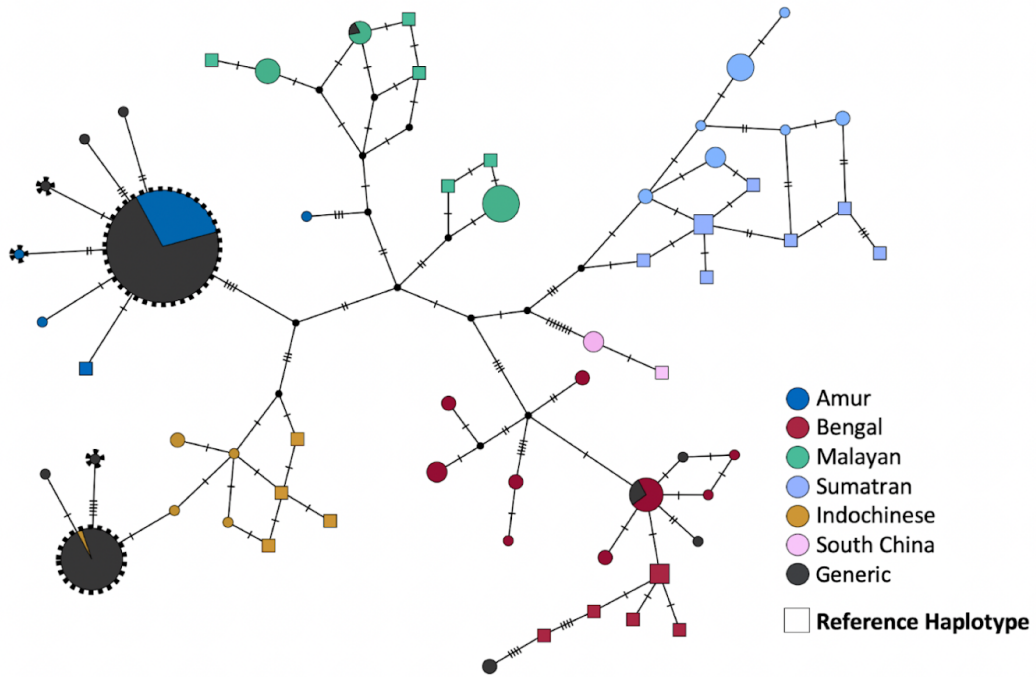 Amur
Bengal
Malayan
Sumatran
Indochinese
South China
Generic
Reference Haplotype